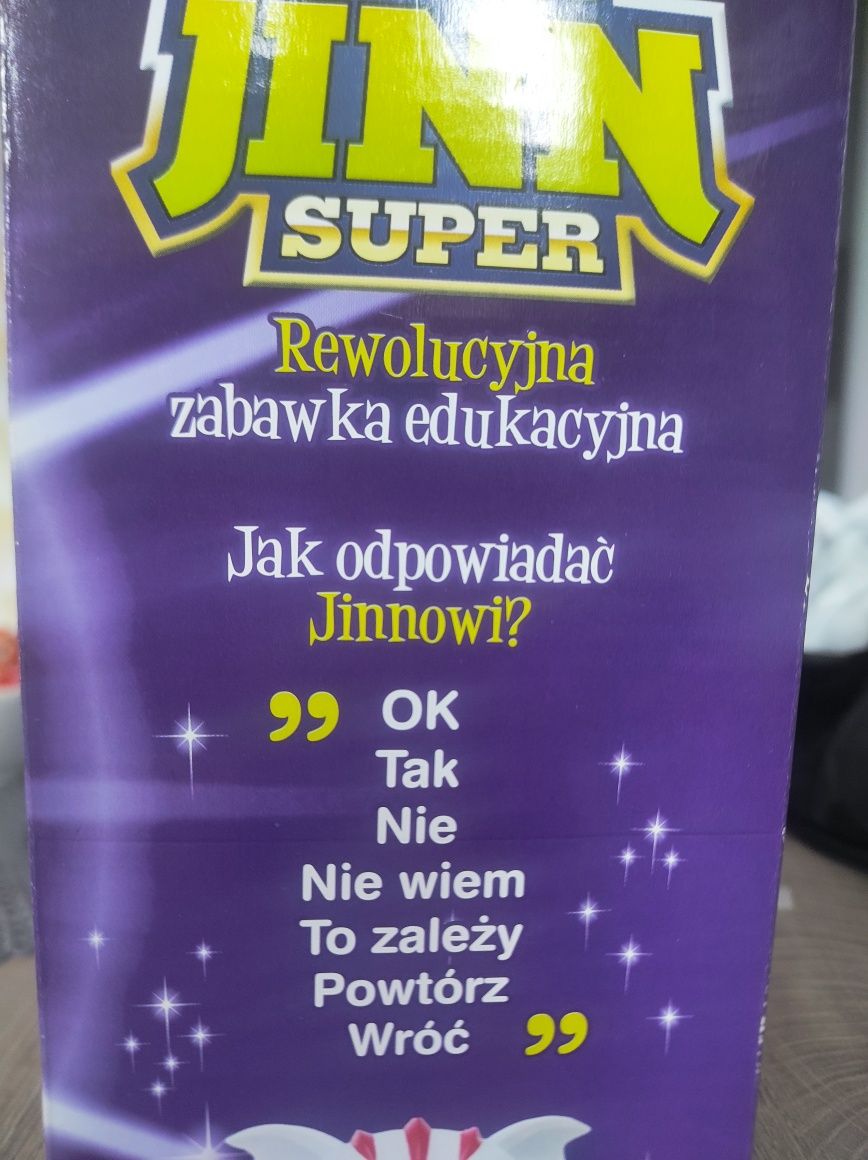 JINN
SUPER
Rewolucyjna
zabawka edukacyjna
Jak odpowiadać
Jinnowi?
” OK
Tak
Nie
Nie wiem
To zależy
Powtórz
Wróć ”